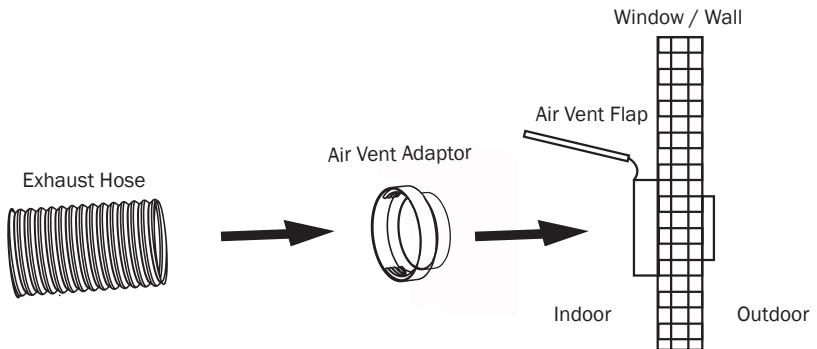 Window / Wall
Air Vent Flap
Air Vent Adaptor
Exhaust Hose
Indoor
Outdoor